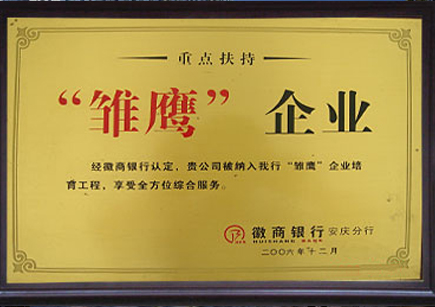 重点扶持
“雏鹰” 企业
经徽商银行认定，贵公司被纳入我行“雏鹰”企业培
育工程，享受全方位综合服务。
徽商银行 安庆分行
HUISHANG BANK
二〇〇六年十二月